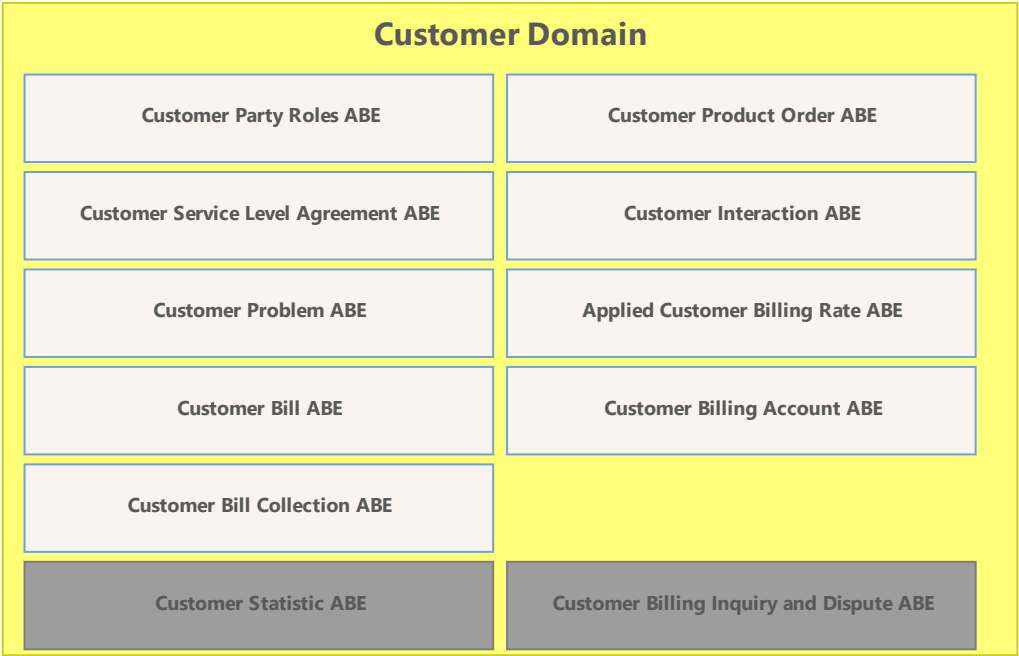 Customer Domain
Customer Party Roles ABE
Customer Product Order ABE
Customer Service Level Agreement ABE
Customer Interaction ABE
Customer Problem ABE
Applied Customer Billing Rate ABE
Customer Bill ABE
Customer Billing Account ABE
Customer Bill Collection ABE
Customer Statistic ABE
Customer Billing Inquiry and Dispute ABE